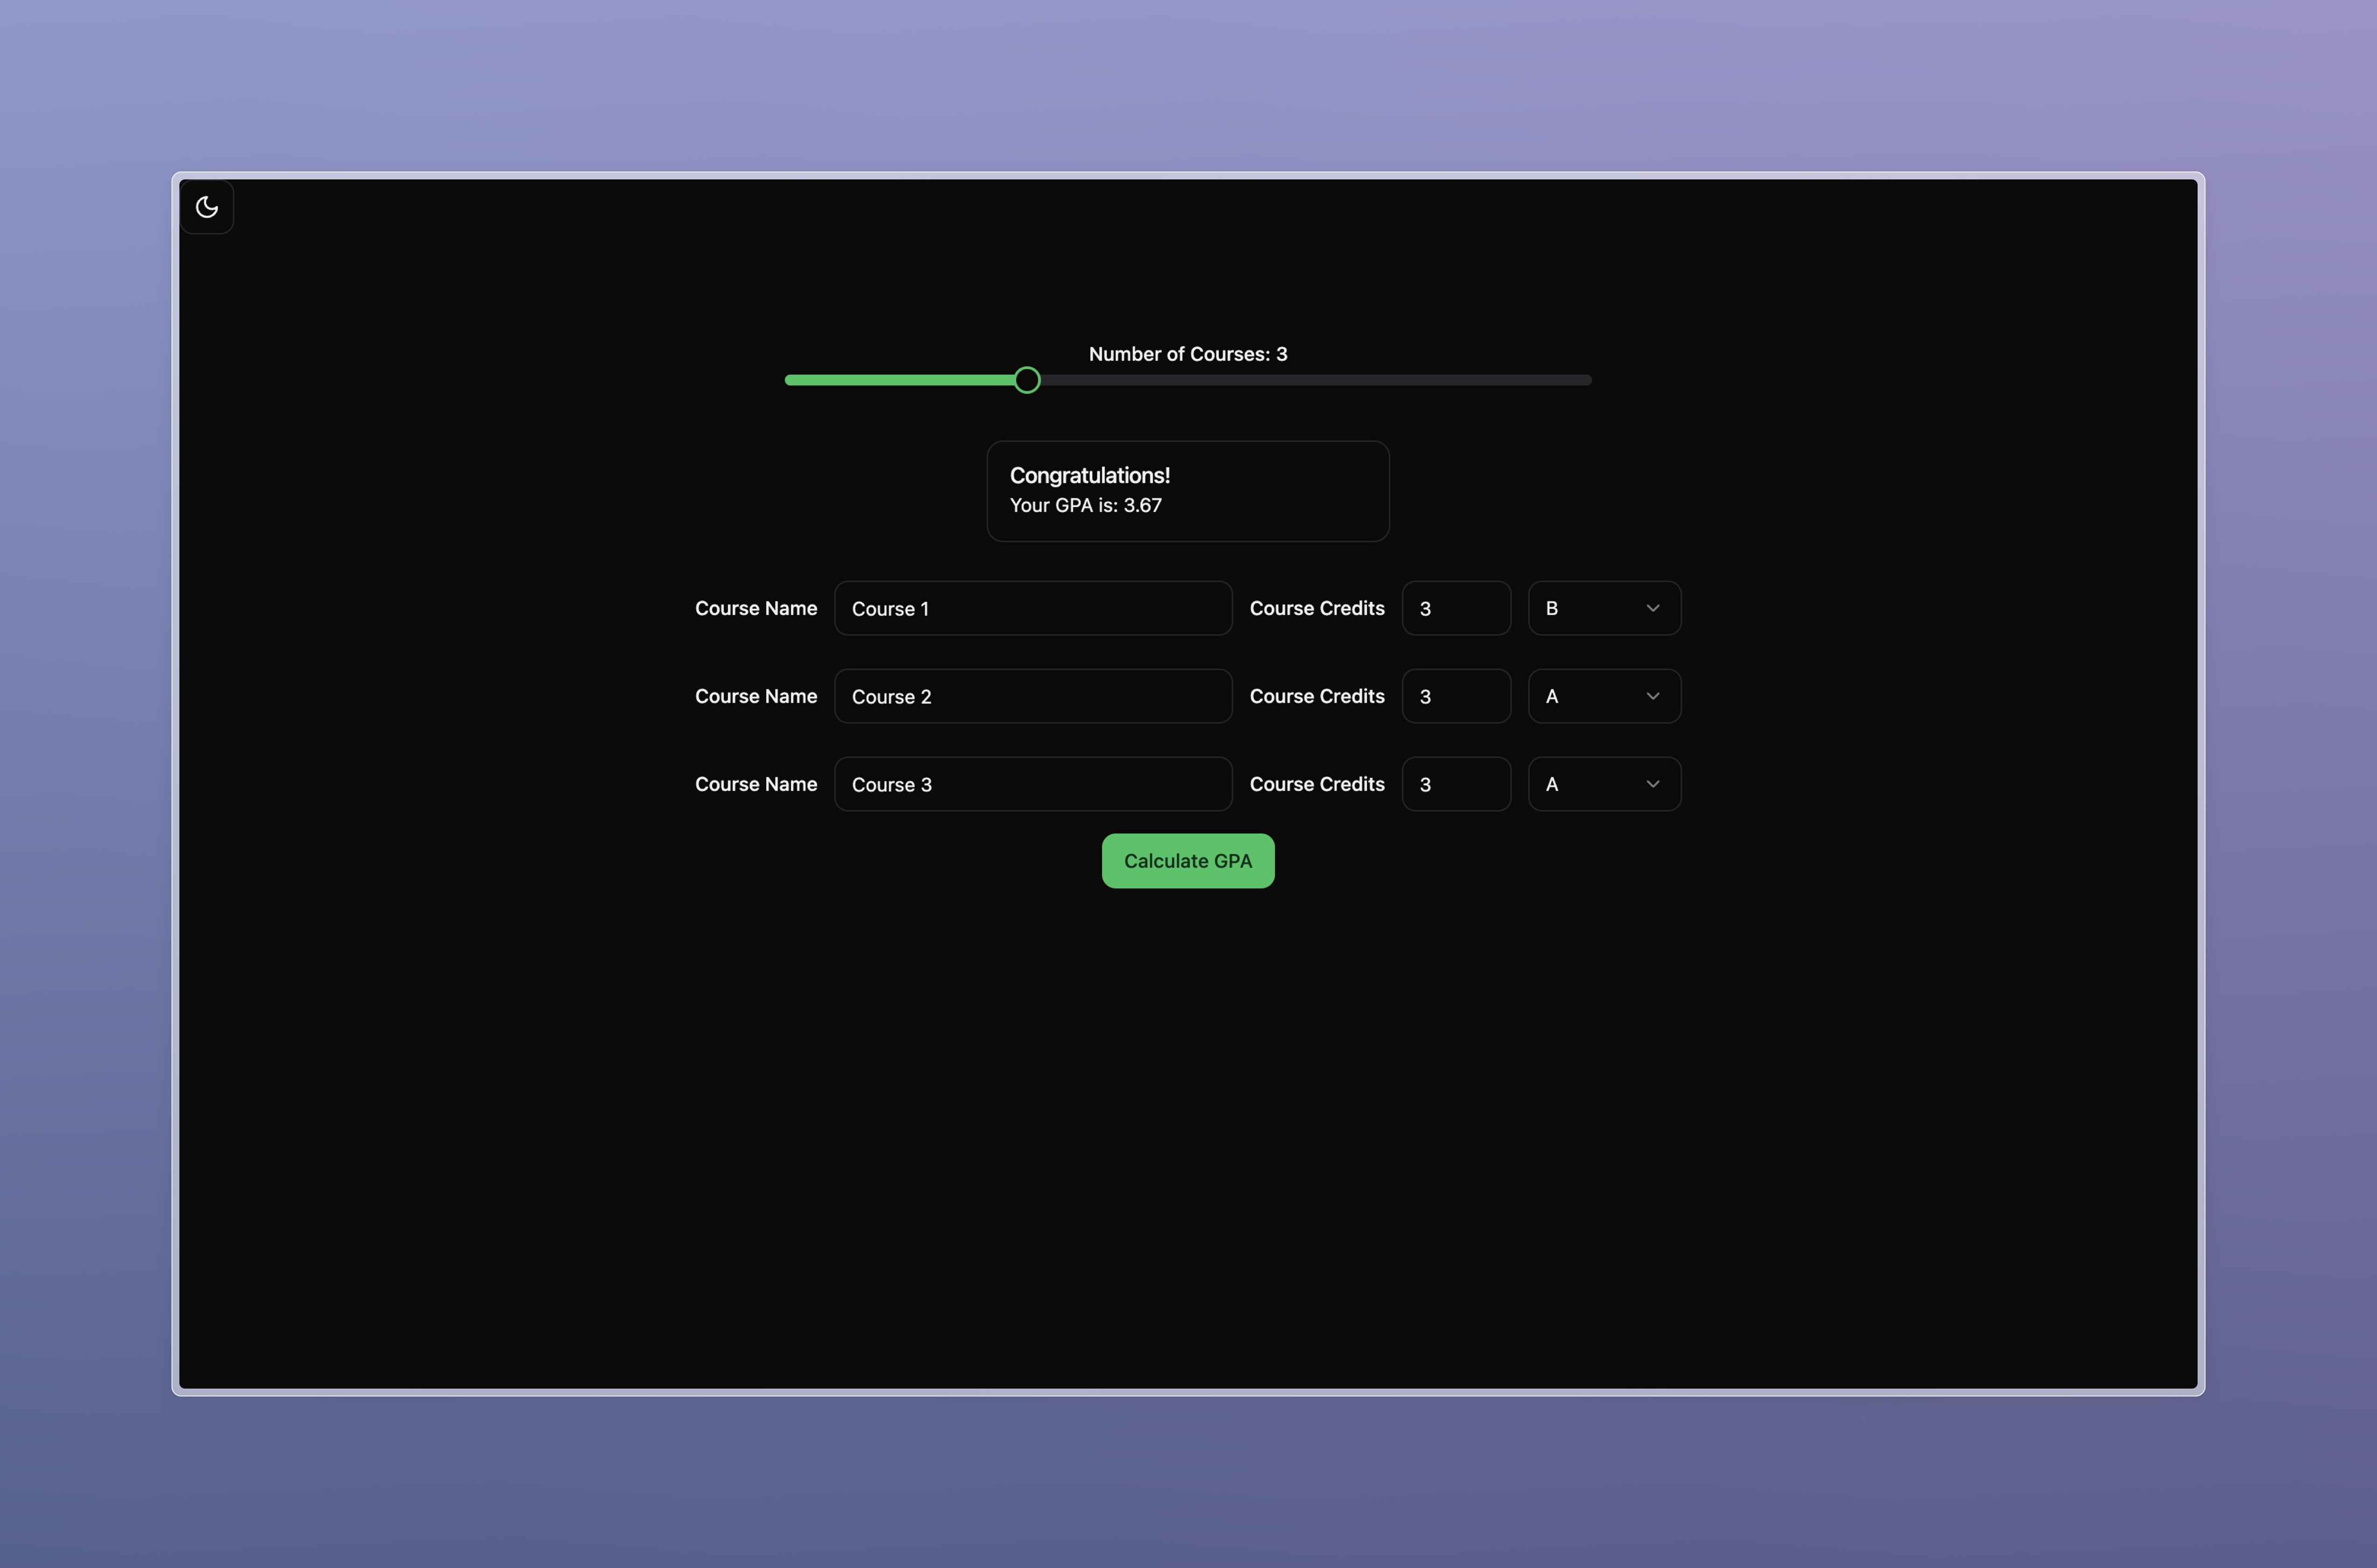 Number of Courses: 3
Congratulations!
Your GPA is: 3.67
Course Name Course 1 Course Credits 3 B
Course Name Course 2 Course Credits 3 A
Course Name Course 3 Course Credits 3 A
Calculate GPA